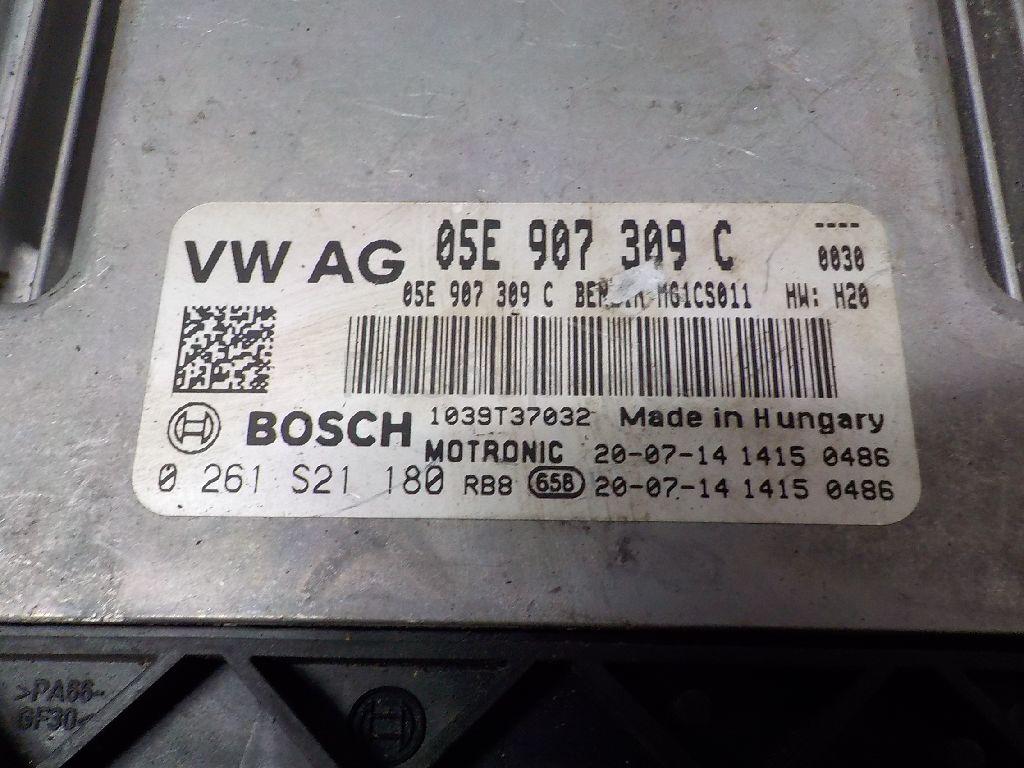 VW AG 05E 907 309 C ----
0030
05E 907 309 C MG1CS011 HW: H20
BOSCH 1039T37032 Made in Hungary
MOTRONIC 20-07-14 1415 0486
0 261 S21 180 RB8 658 20-07-14 1415 0486
>PA66-
GF30<